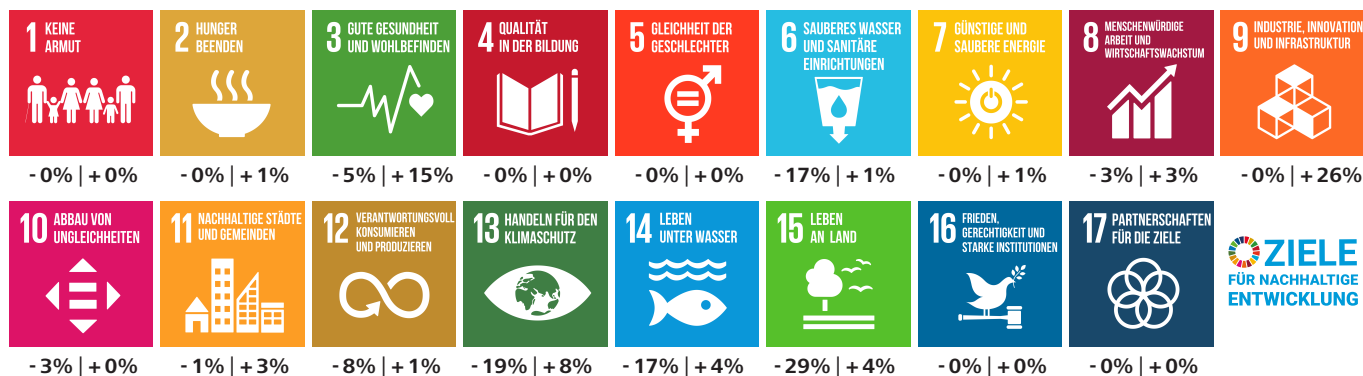 1 KEINE
ARMUT
2 HUNGER
BEENDEN
3 GUTE GESUNDHEIT
UND WOHLBEFINDEN
4 QUALITÄT
IN DER BILDUNG
5 GLEICHHEIT DER
GESCHLECHTER
6 SAUBERES WASSER
UND SANITÄRE
EINRICHTUNGEN
7 GÜNSTIGE UND
SAUBERE ENERGIE
8 MENSCHENWÜRDIGE
ARBEIT UND
WIRTSCHAFTSWACHSTUM
9 INDUSTRIE, INNOVATION
UND INFRASTRUKTUR
-0% | +0%
-0% | +1%
-5% | +15%
-0% | +0%
-0% | +0%
-17% | +1%
-0% | +1%
-3% | +3%
-0% | +26%
10 ABBAU VON
UNGLEICHHEITEN
11 NACHHALTIGE STÄDTE
UND GEMEINDEN
12 VERANTWORTUNGSVOLL
KONSUMIEREN
UND PRODUZIEREN
13 HANDELN FÜR DEN
KLIMASCHUTZ
14 LEBEN
UNTER WASSER
15 LEBEN
AN LAND
16 FRIEDEN,
GERECHTIGKEIT UND
STARKE INSTITUTIONEN
17 PARTNERSCHAFTEN
FÜR DIE ZIELE
ZIELE
FÜR NACHHALTIGE
ENTWICKLUNG
-3% | +0%
-1% | +3%
-8% | +1%
-19% | +8%
-17% | +4%
-29% | +4%
-0% | +0%
-0% | +0%